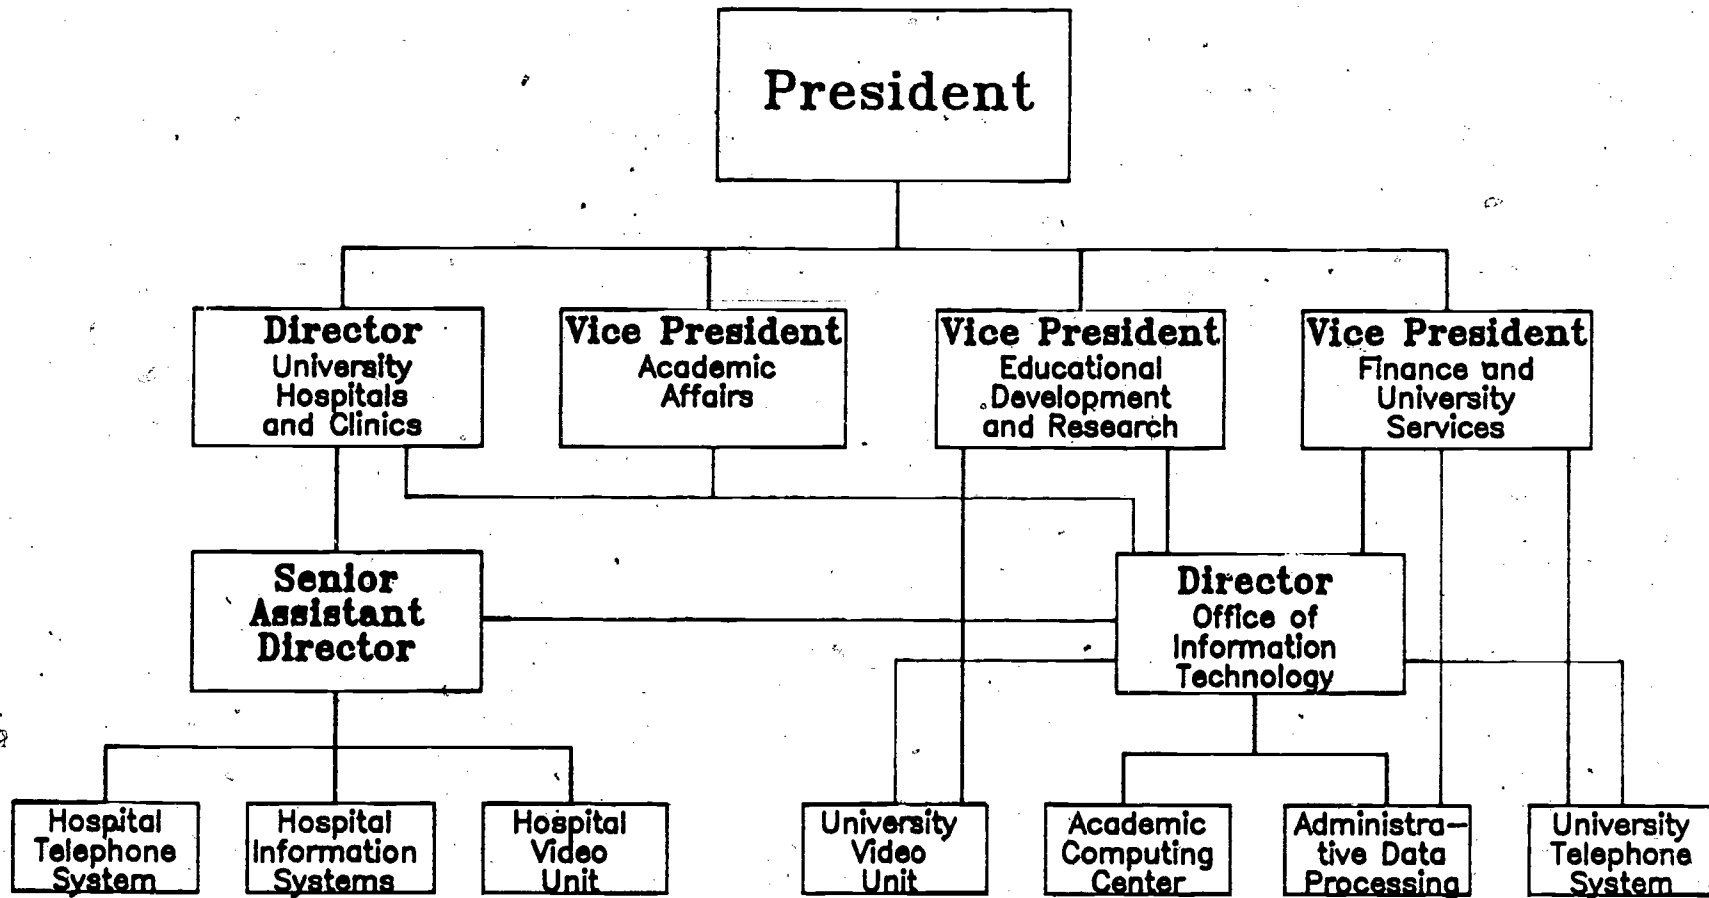 President
Director
University
Hospitals
and Clinics
Vice President
Academic
Affairs
Vice President
Educational
Development
and Research
Vice President
Finance and
University
Services
Senior
Assistant
Director
Director
Office of
Information
Technology
Hospital
Telephone
System
Hospital
Information
Systems
Hospital
Video
Unit
University
Video
Unit
Academic
Computing
Center
Administra-
tive Data
Processing
University
Telephone
System